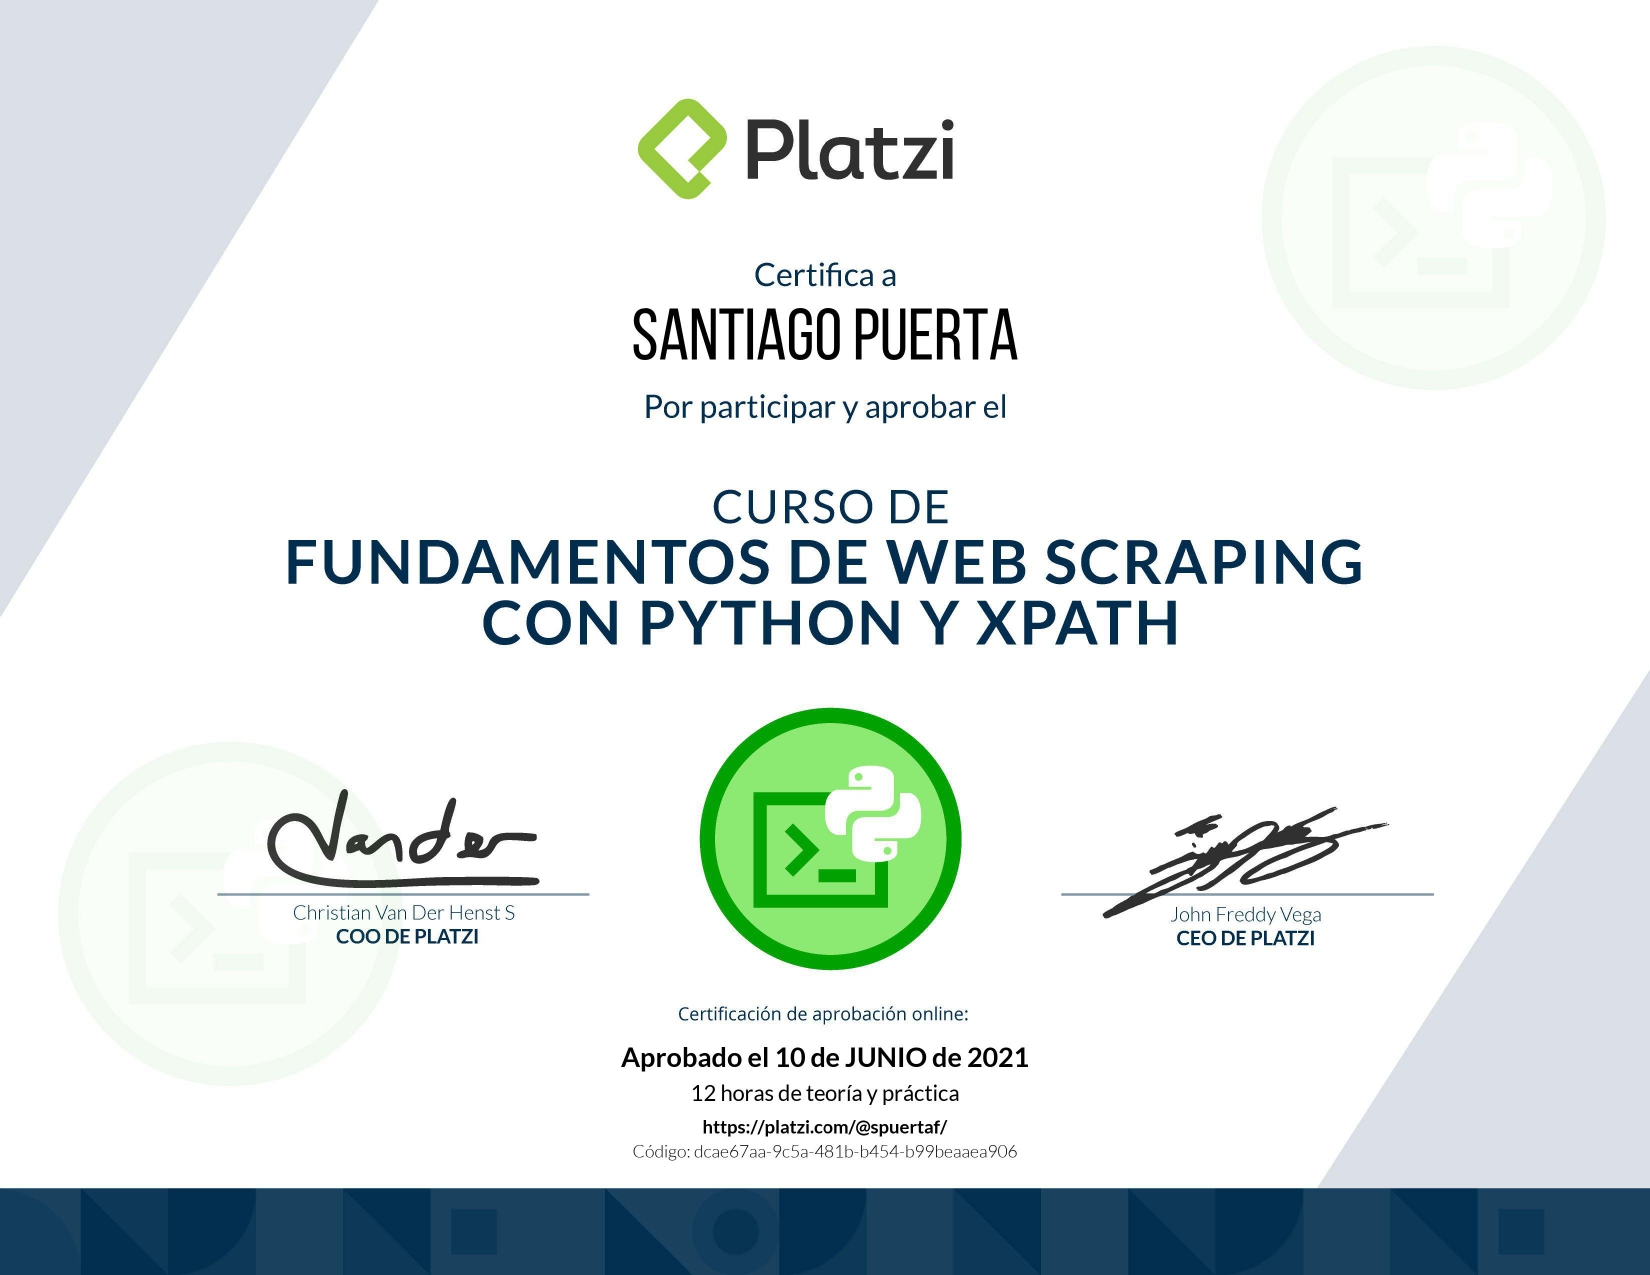 Platzi
Certifica a
SANTIAGO PUERTA
Por participar y aprobar el
CURSO DE
FUNDAMENTOS DE WEB SCRAPING
CON PYTHON Y XPATH
Vander
Christian Van Der Henst S
COO DE PLATZI
John Freddy Vega
CEO DE PLATZI
Certificación de aprobación online:
Aprobado el 10 de JUNIO de 2021
12 horas de teoría y práctica
https://platzi.com/@spuertaf/
Código: dcae67aa-9c5a-481b-b454-b99beaaea906